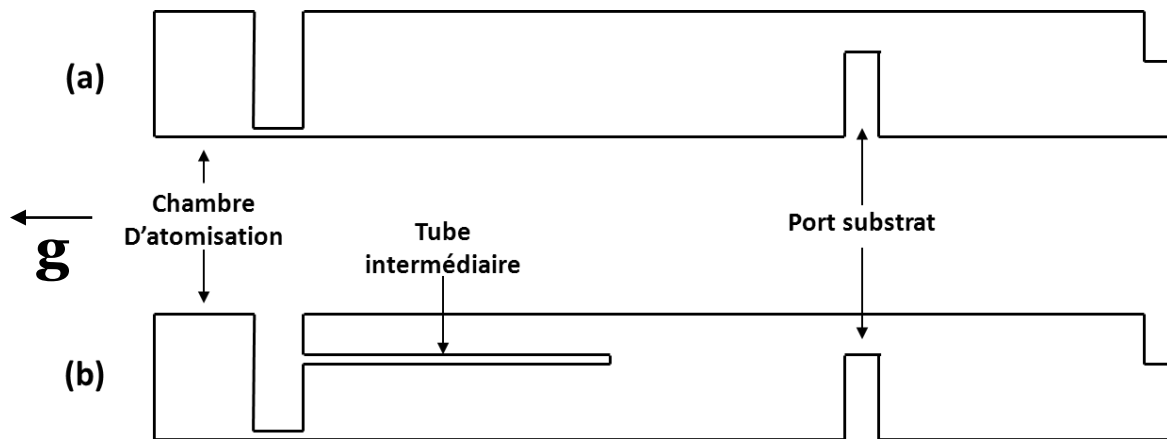 (a)
Chambre
D'atomisation
g
Tube
intermédiaire
Port substrat
(b)